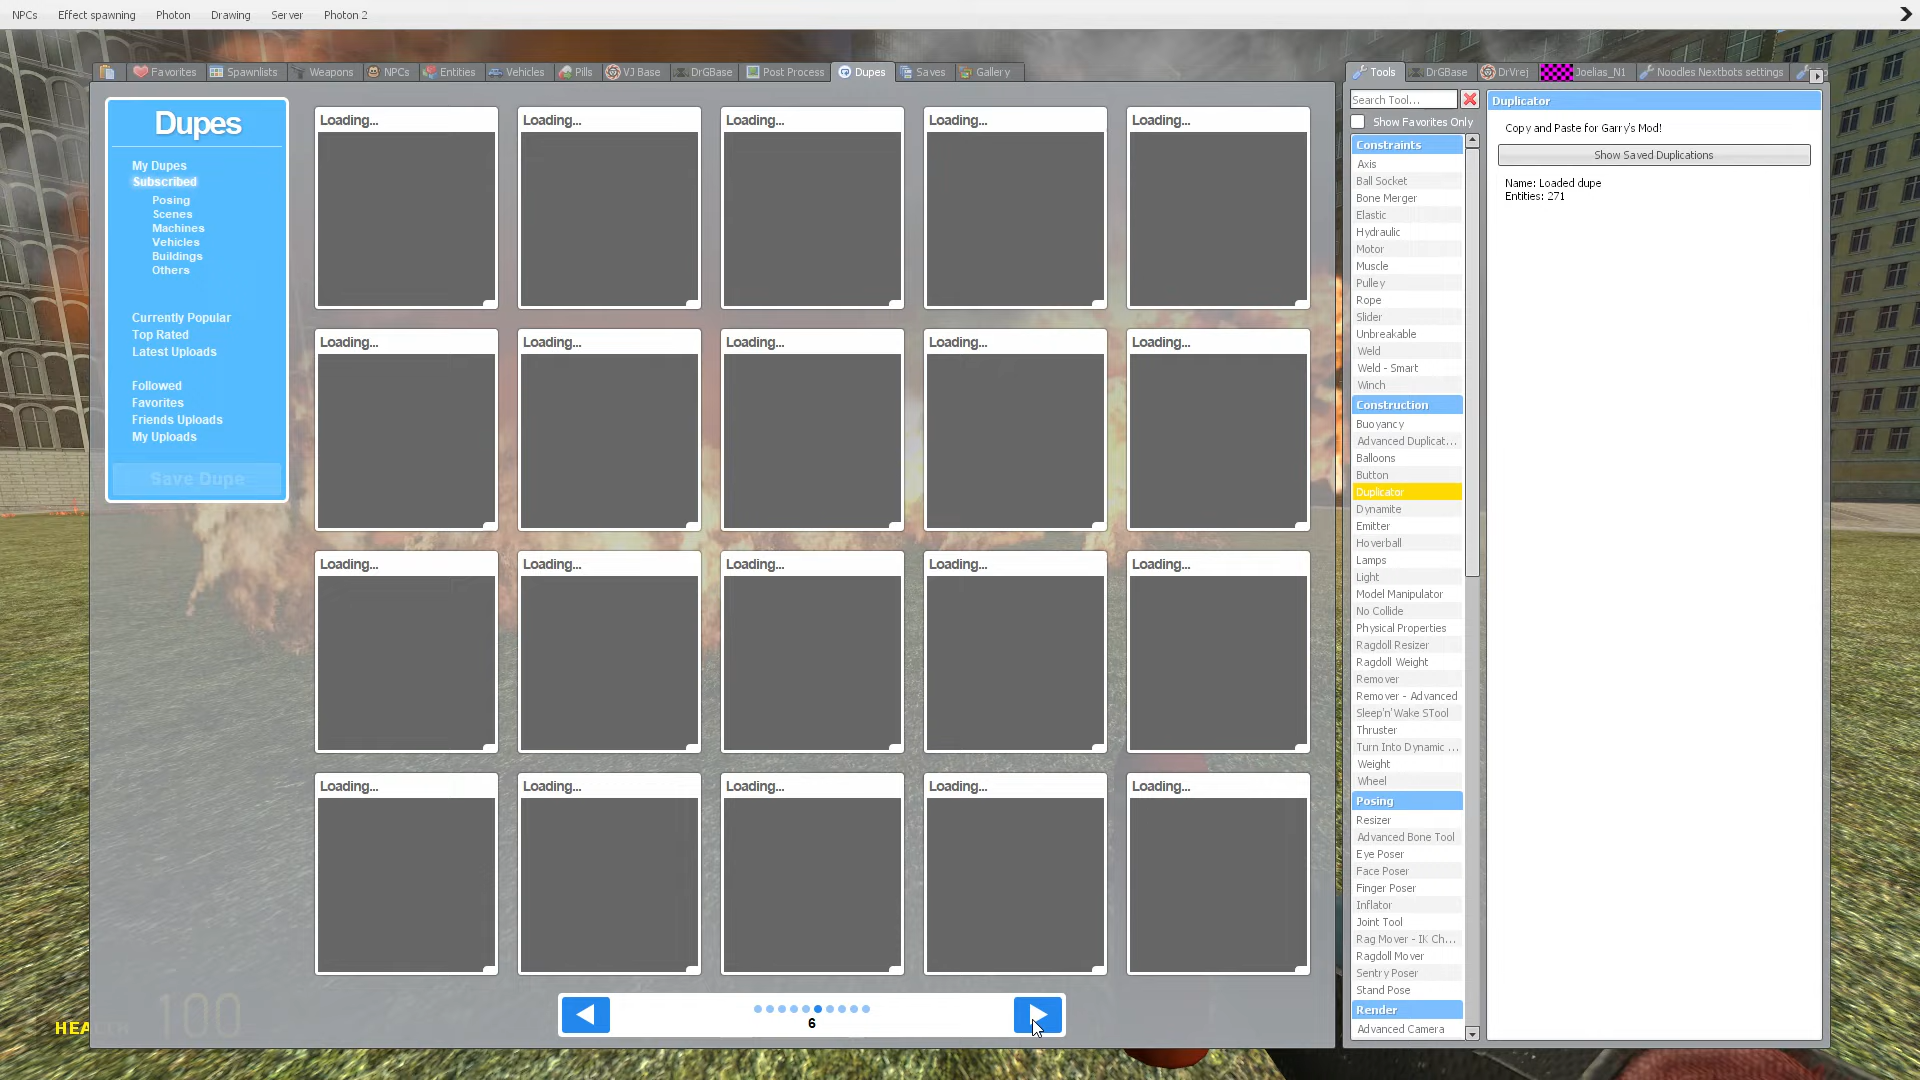 NPCs Effect spawning Photon Drawing Server Photon 2
Favorites Spawnlists Weapons NPCs Entities Vehicles Pills VJ Base DrGBase Post Process Dupes Saves Gallery
Tools DrGBase DrVrej Joelias_N1 Noodles Nextbots settings
Dupes
My Dupes
Subscribed
Posing
Scenes
Machines
Vehicles
Buildings
Others
Currently Popular
Top Rated
Latest Uploads
Followed
Favorites
Friends Uploads
My Uploads
Save Dupe
Loading... Loading... Loading... Loading... Loading...
Loading... Loading... Loading... Loading... Loading...
Loading... Loading... Loading... Loading... Loading...
Loading... Loading... Loading... Loading... Loading...
6
HEALTH 100
Search Tool...
Show Favorites Only
Constraints
Axis
Ball Socket
Bone Merger
Elastic
Hydraulic
Motor
Muscle
Pulley
Rope
Slider
Unbreakable
Weld
Weld - Smart
Winch
Construction
Buoyancy
Advanced Duplicat...
Balloons
Button
Duplicator
Dynamite
Emitter
Hoverball
Lamps
Light
Model Manipulator
No Collide
Physical Properties
Ragdoll Resizer
Ragdoll Weight
Remover
Remover - Advanced
Sleep'n'Wake STool
Thruster
Turn Into Dynamic ...
Weight
Wheel
Posing
Resizer
Advanced Bone Tool
Eye Poser
Face Poser
Finger Poser
Inflator
Joint Tool
Rag Mover - IK Ch...
Ragdoll Mover
Sentry Poser
Stand Pose
Render
Advanced Camera
Duplicator
Copy and Paste for Garry's Mod!
Show Saved Duplications
Name: Loaded dupe
Entities: 271